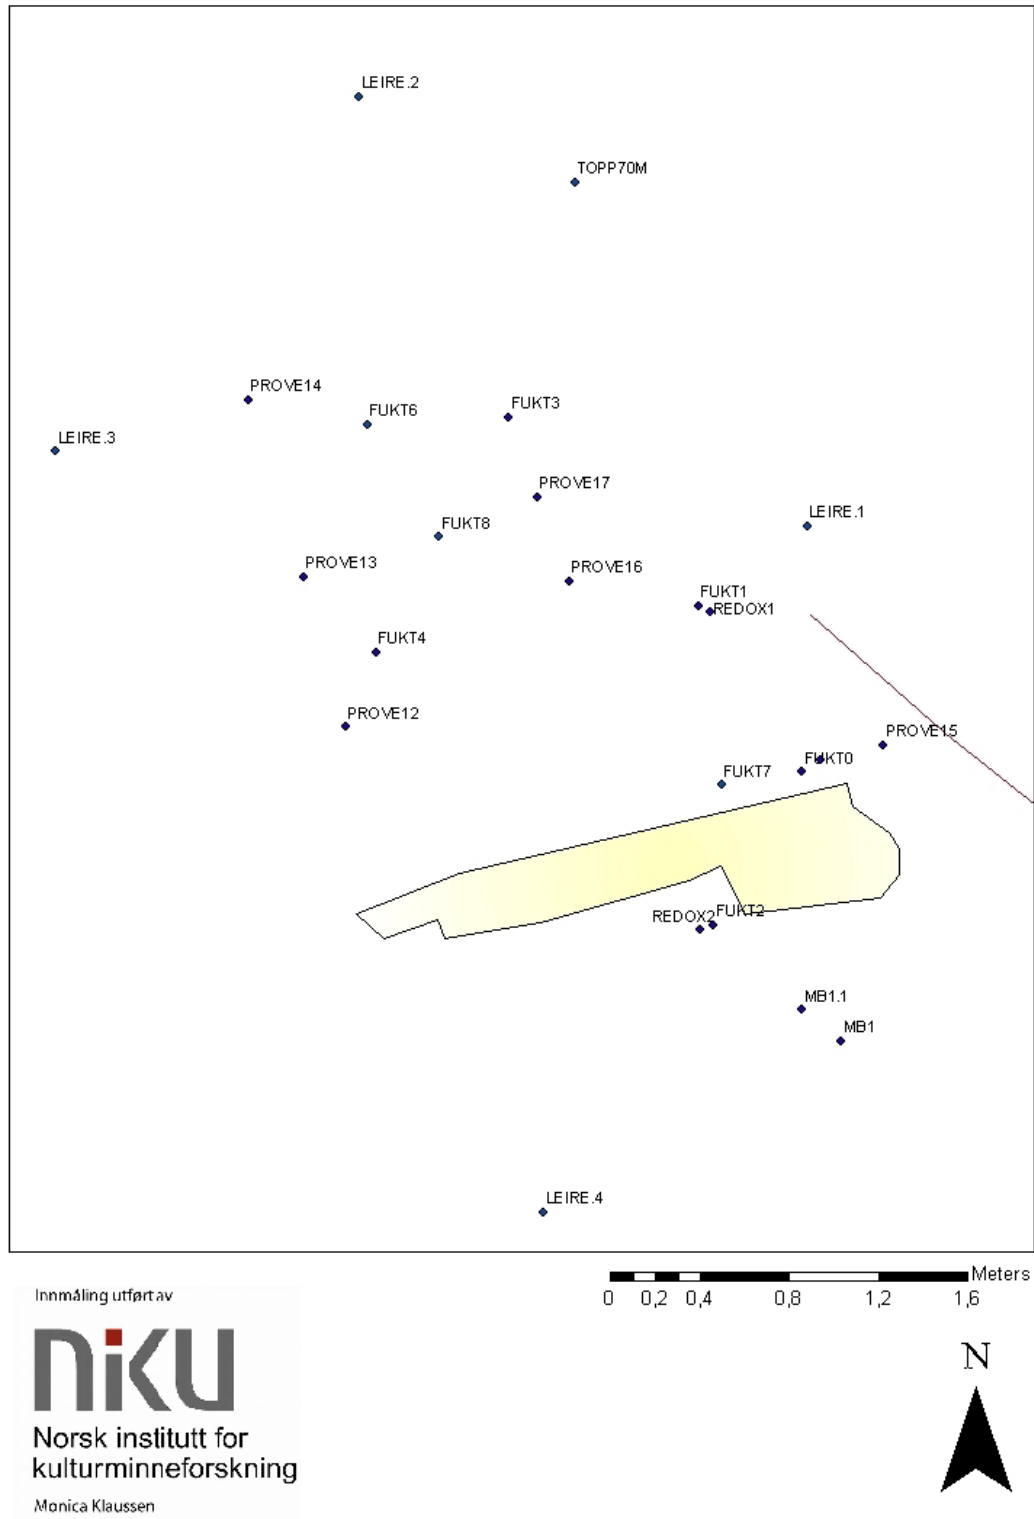 LEIRE.2
TOPP70M
PROVE14
FUKT3
FUKT6
LEIRE.3
PROVE17
LEIRE.1
FUKT8
PROVE13
PROVE16
FUKT1
REDOX1
FUKT4
PROVE12
PROVE15
FUKT0
FUKT7
FUKT2
REDOX2
MB1.1
MB1
LEIRE.4
Meters
0 0,2 0,4 0,8 1,2 1,6
Innmåling utført av
niku
Norsk institutt for
kulturminneforskning
Monica Klaussen
N